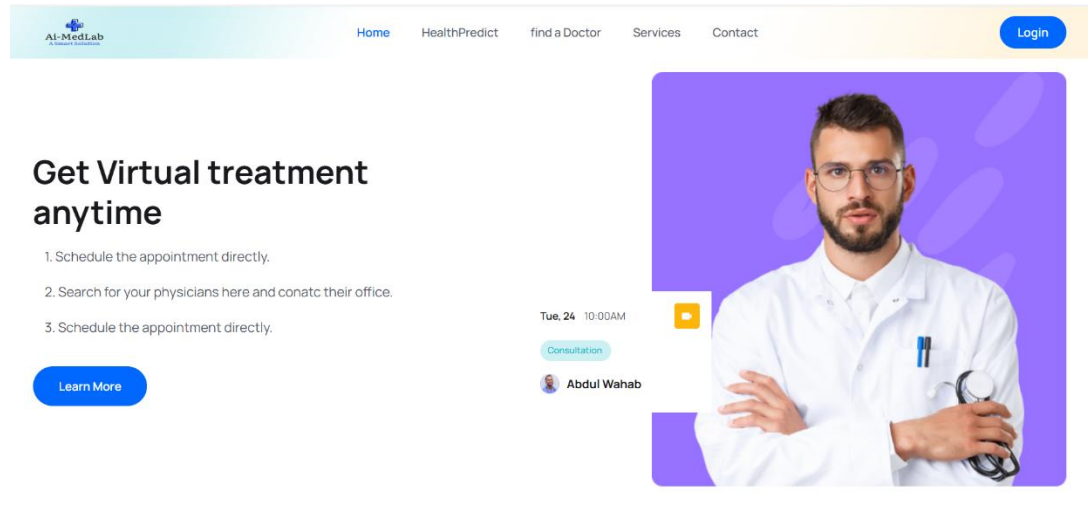 Ai-MedLab
A Smart Solution
Home HealthPredict find a Doctor Services Contact Login
Get Virtual treatment
anytime
1. Schedule the appointment directly.
2. Search for your physicians here and conatc their office.
3. Schedule the appointment directly.
Learn More
Tue, 24 10:00AM
Consultation
Abdul Wahab